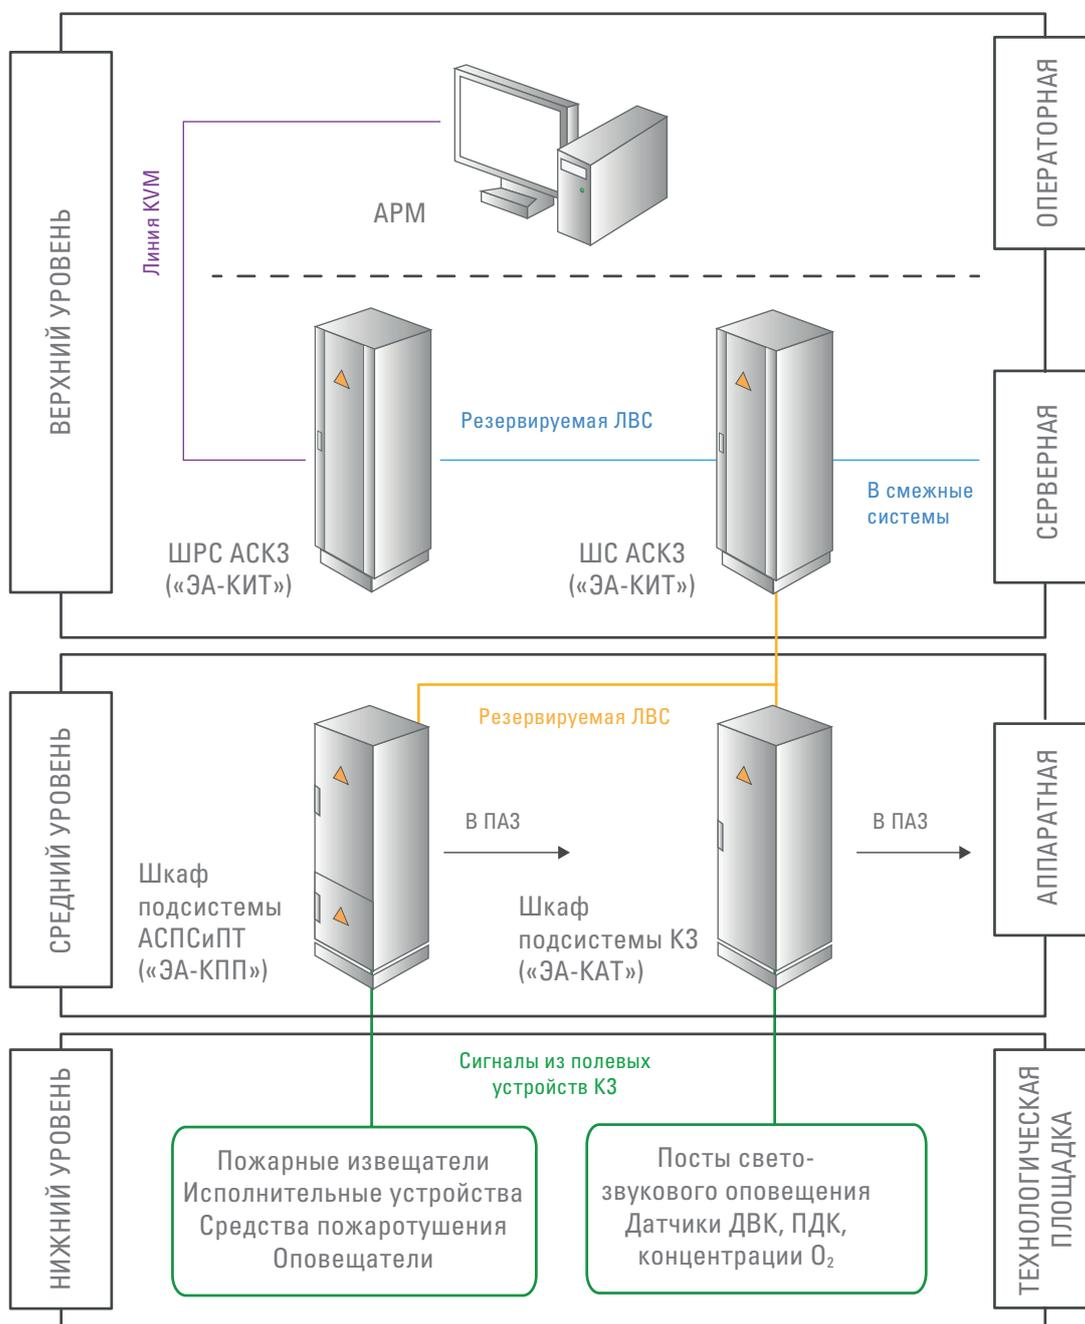 ВЕРХНИЙ УРОВЕНЬ
ОПЕРАТОРНАЯ
Линия KVM
АРМ
СЕРВЕРНАЯ
Резервируемая ЛВС
В смежные
системы
ШРС АСКЗ
(«ЭА-КИТ»)
ШС АСКЗ
(«ЭА-КИТ»)
СРЕДНИЙ УРОВЕНЬ
АППАРАТНАЯ
Резервируемая ЛВС
В ПАЗ
В ПАЗ
Шкаф
подсистемы
АСПСиПТ
(«ЭА-КПП»)
Шкаф
подсистемы КЗ
(«ЭА-КАТ»)
НИЖНИЙ УРОВЕНЬ
ТЕХНОЛОГИЧЕСКАЯ
ПЛОЩАДКА
Сигналы из полевых
устройств КЗ
Пожарные извещатели
Исполнительные устройства
Средства пожаротушения
Оповещатели
Посты свето-
звукового оповещения
Датчики ДВК, ПДК,
концентрации O₂